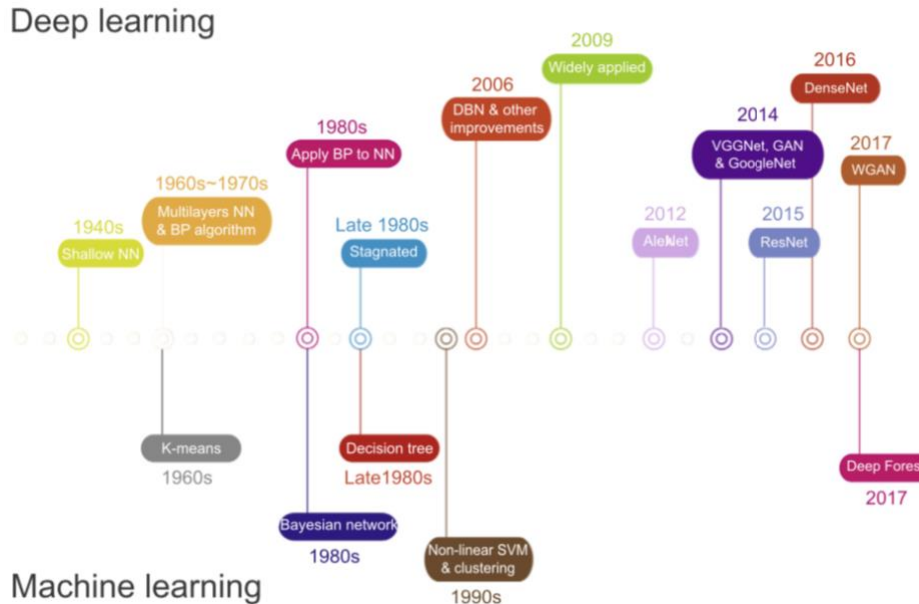 Deep learning
2009
Widely applied
2016
DenseNet
2006
DBN & other
improvements
2014
VGGNet, GAN
& GoogleNet
1980s
Apply BP to NN
2017
WGAN
1960s~1970s
Multilayers NN
& BP algorithm
1940s
Shallow NN
Late 1980s
Stagnated
2012
AlexNet
2015
ResNet
K-means
1960s
Decision tree
Late1980s
Deep Fores
2017
Bayesian network
1980s
Non-linear SVM
& clustering
1990s
Machine learning